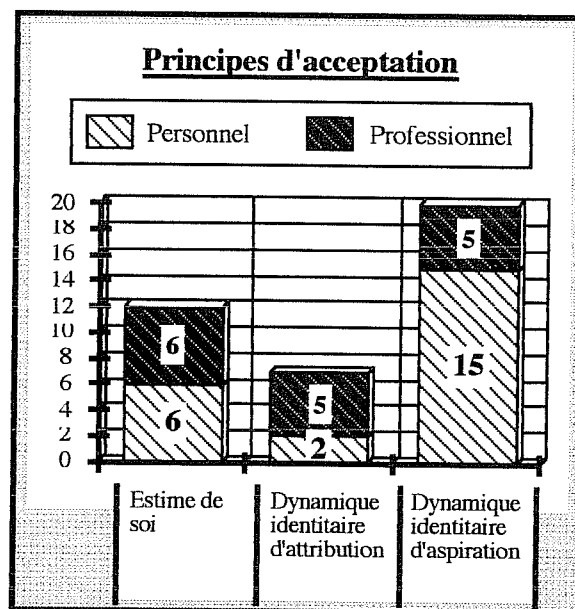 Principes d'acceptation
Personnel Professionnel
20
18
16
14
12
10
8
6
4
2
0
6
6
5
2
5
15
Estime de
soi
Dynamique
identitaire
d'attribution
Dynamique
identitaire
d'aspiration